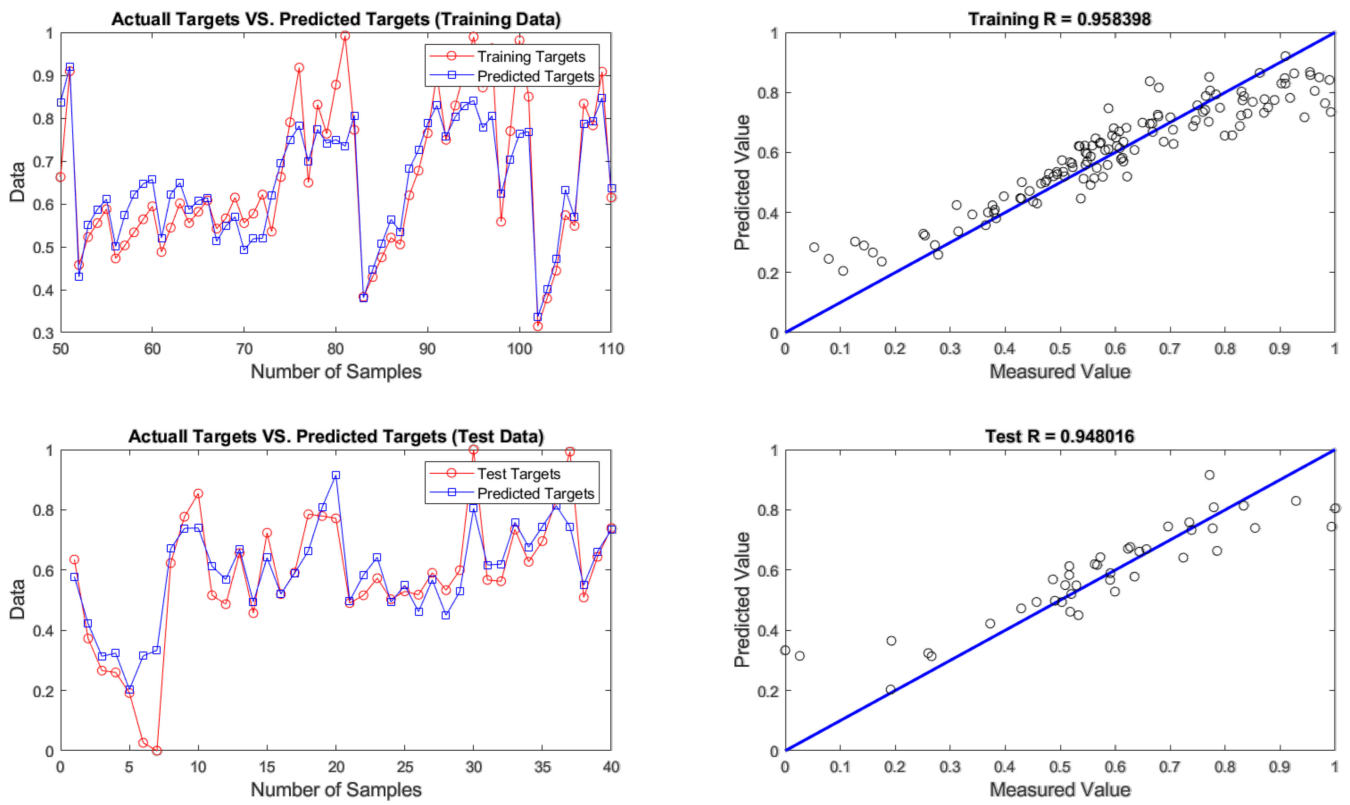 Actuall Targets VS. Predicted Targets (Training Data)
1
0.9
0.8
0.7
0.6
0.5
0.4
0.3
Data
Training Targets
Predicted Targets
50 60 70 80 90 100 110
Number of Samples
Training R = 0.958398
1
0.8
0.6
0.4
0.2
0
Predicted Value
0 0.1 0.2 0.3 0.4 0.5 0.6 0.7 0.8 0.9 1
Measured Value
Actuall Targets VS. Predicted Targets (Test Data)
1
0.8
0.6
0.4
0.2
0
Data
Test Targets
Predicted Targets
0 5 10 15 20 25 30 35 40
Number of Samples
Test R = 0.948016
1
0.8
0.6
0.4
0.2
0
Predicted Value
0 0.1 0.2 0.3 0.4 0.5 0.6 0.7 0.8 0.9 1
Measured Value